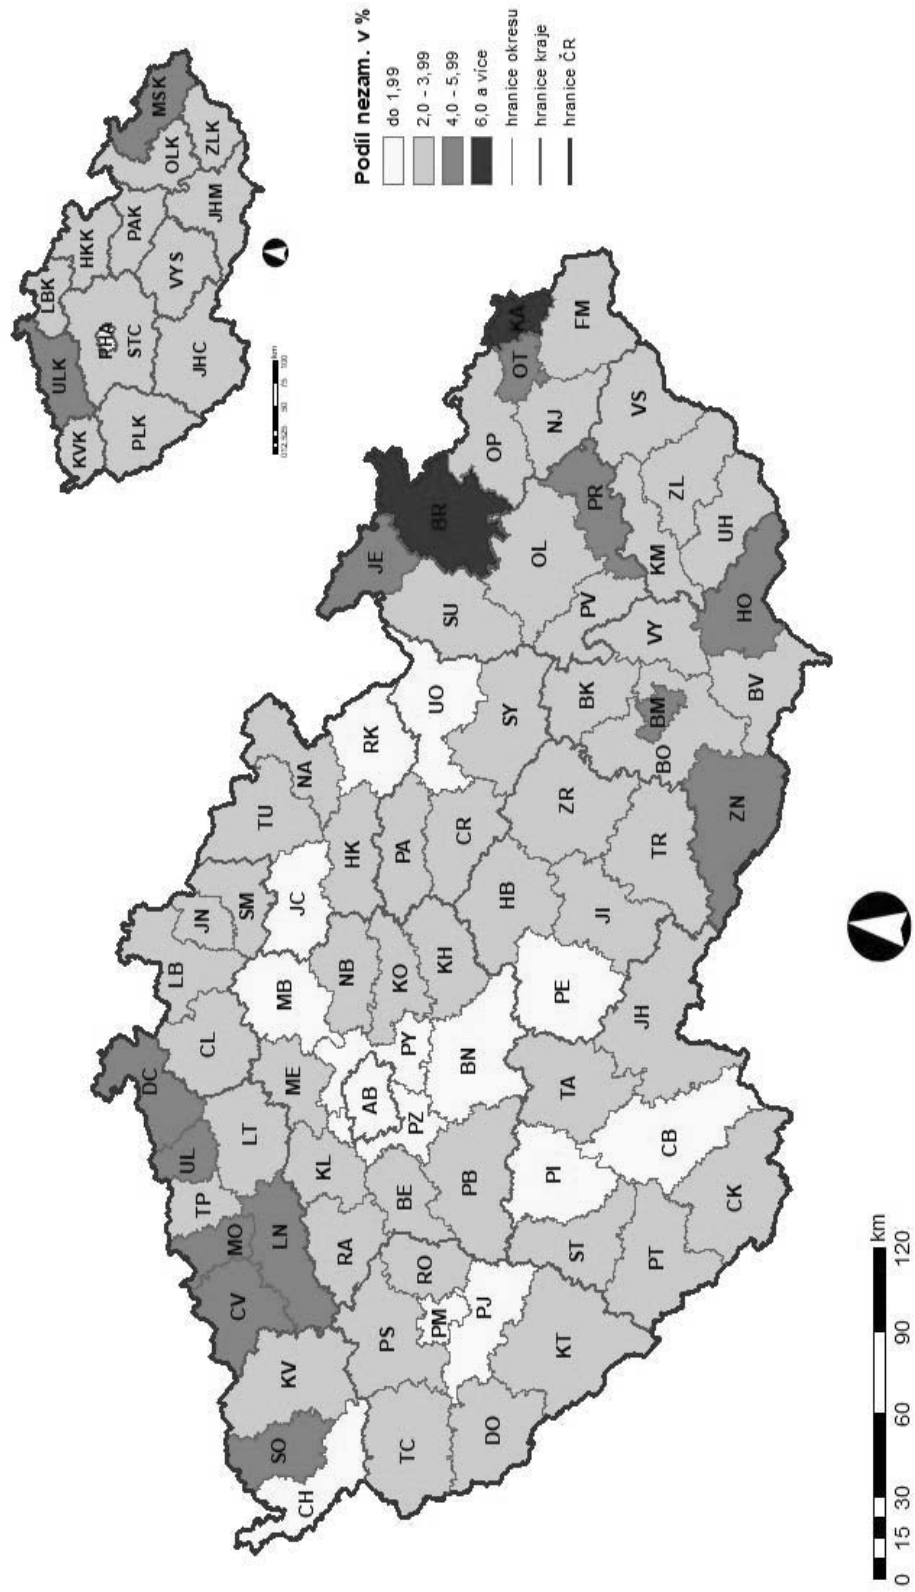 Podíl nezam. v %
do 1,99
2,0 - 3,99
4,0 - 5,99
6,0 a více
hranice okresu
hranice kraje
hranice ČR
LBK
ULK
HKK
KVK
PHA
STC
PAK
PLK
MSK
OLK
VYS
JHC
JHM
ZLK
km
75
100
DC
LB
JN
UL
CL
SM
TU
TP
MO
LT
CV
LN
ME
MB
JC
NA
KV
SO
CH
KL
RA
AB
PY
PZ
NB
HK
RK
JE
PS
RO
BE
KO
PA
UO
SU
BR
TC
PM
PJ
PB
BN
KH
CR
SY
OP
KA
OT
DO
KT
PI
TA
PE
HB
ZR
BK
OL
NJ
FM
ST
PV
PR
VS
PT
CB
JH
JI
TR
BO
BM
VY
KM
ZL
CK
ZN
BV
HO
UH
km
0
15
30
60
90
120